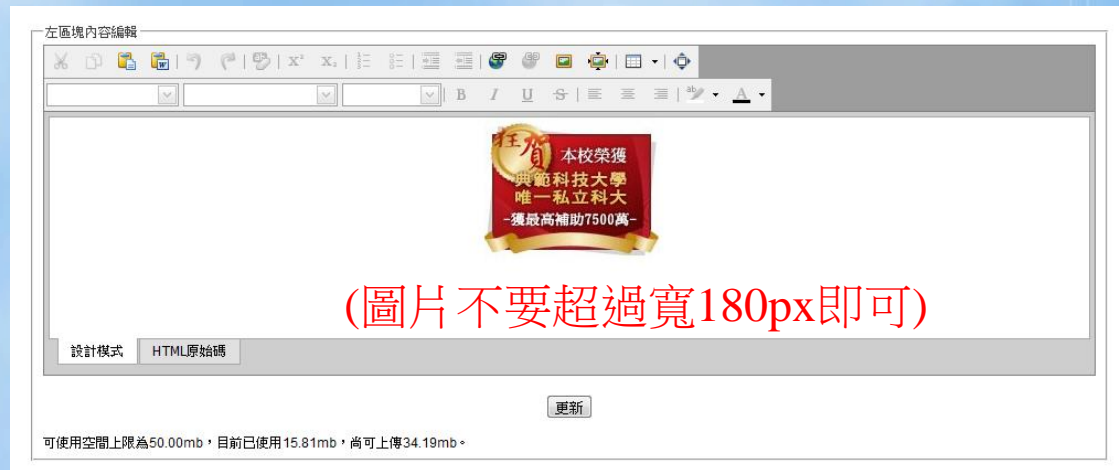 左區塊內容編輯
B I U S A
狂賀 本校榮獲
典範科技大學
唯一私立科大
-獲最高補助7500萬-
(圖片不要超過寬180px即可)
設計模式 HTML原始碼
更新
可使用空間上限為50.00mb，目前已使用15.81mb，尚可上傳34.19mb。